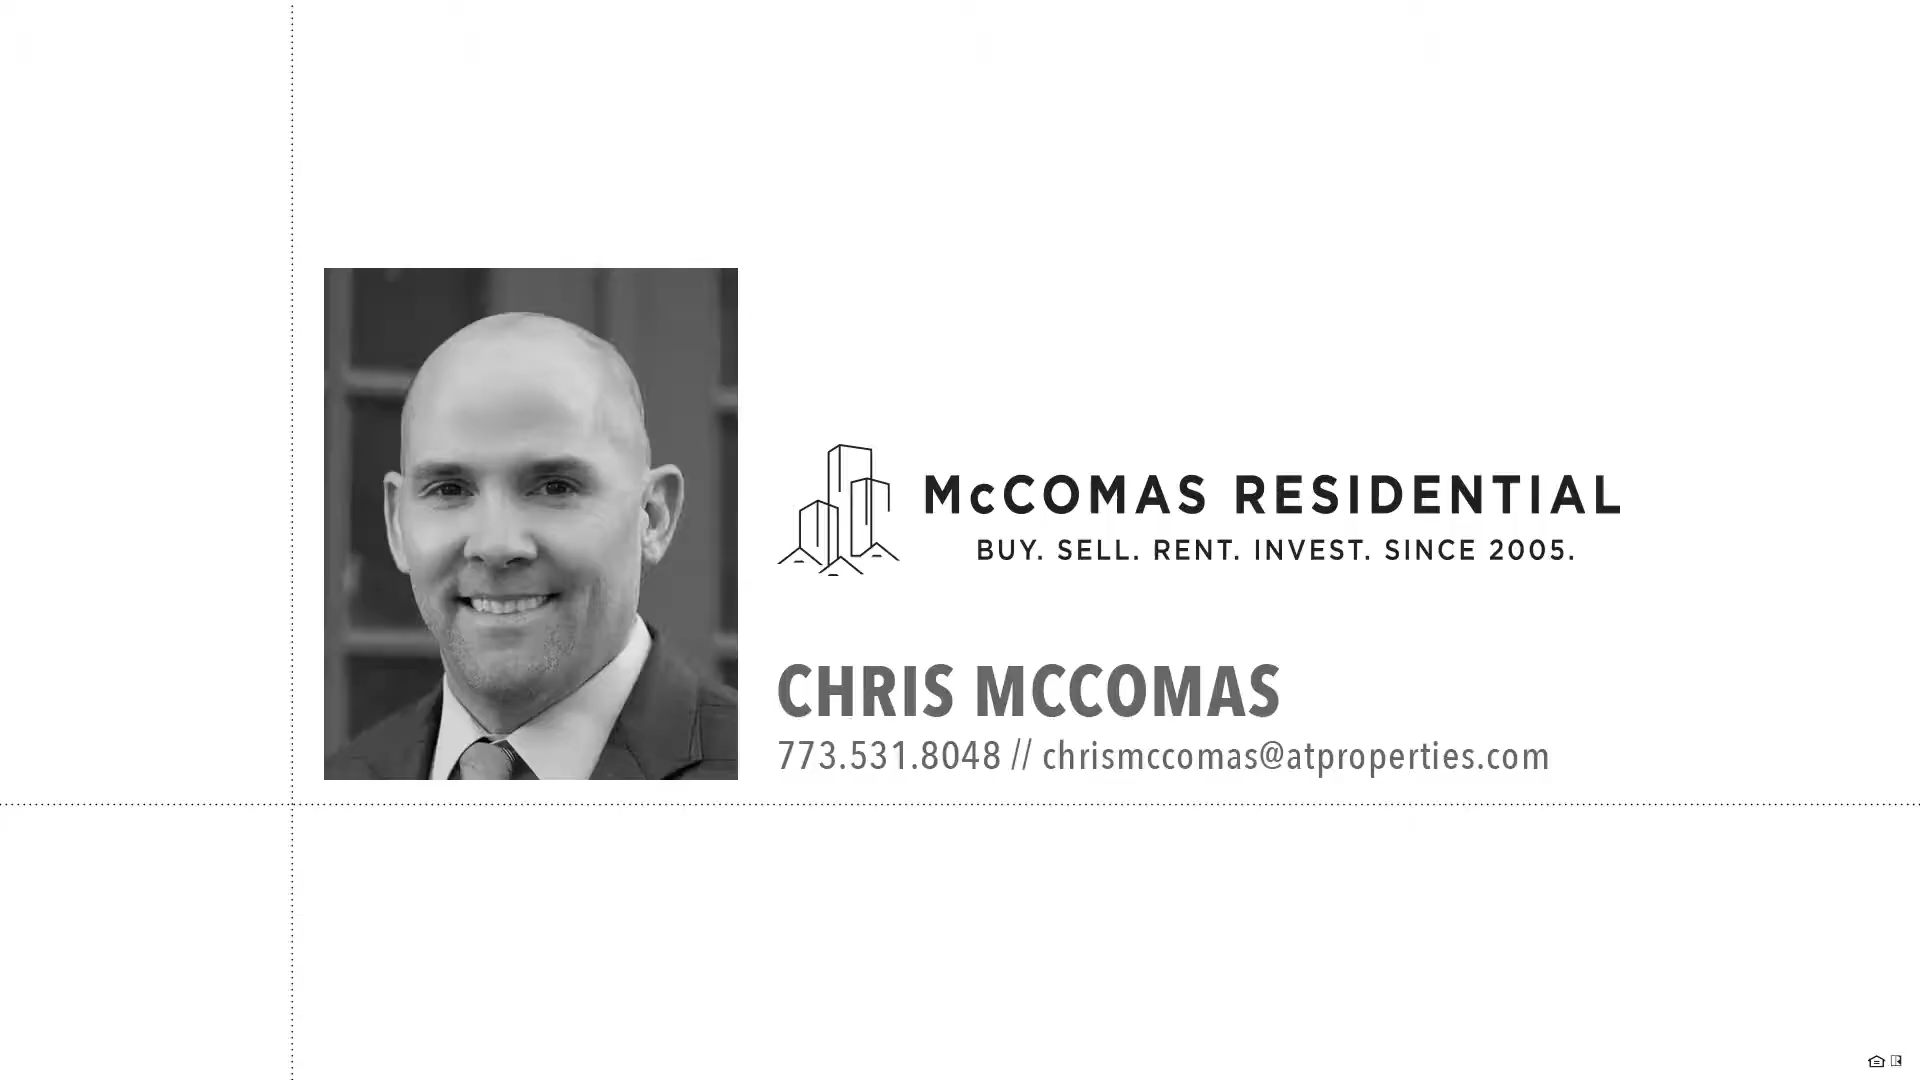 McCOMAS RESIDENTIAL
BUY. SELL. RENT. INVEST. SINCE 2005.
CHRIS MCCOMAS
773.531.8048 // chrismccomas@atproperties.com